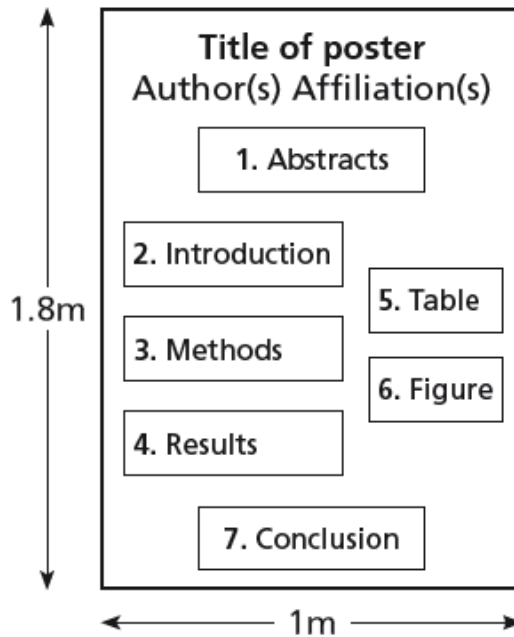 Title of poster
Author(s) Affiliation(s)
1. Abstracts
2. Introduction
3. Methods
4. Results
5. Table
6. Figure
7. Conclusion
1.8m
1m